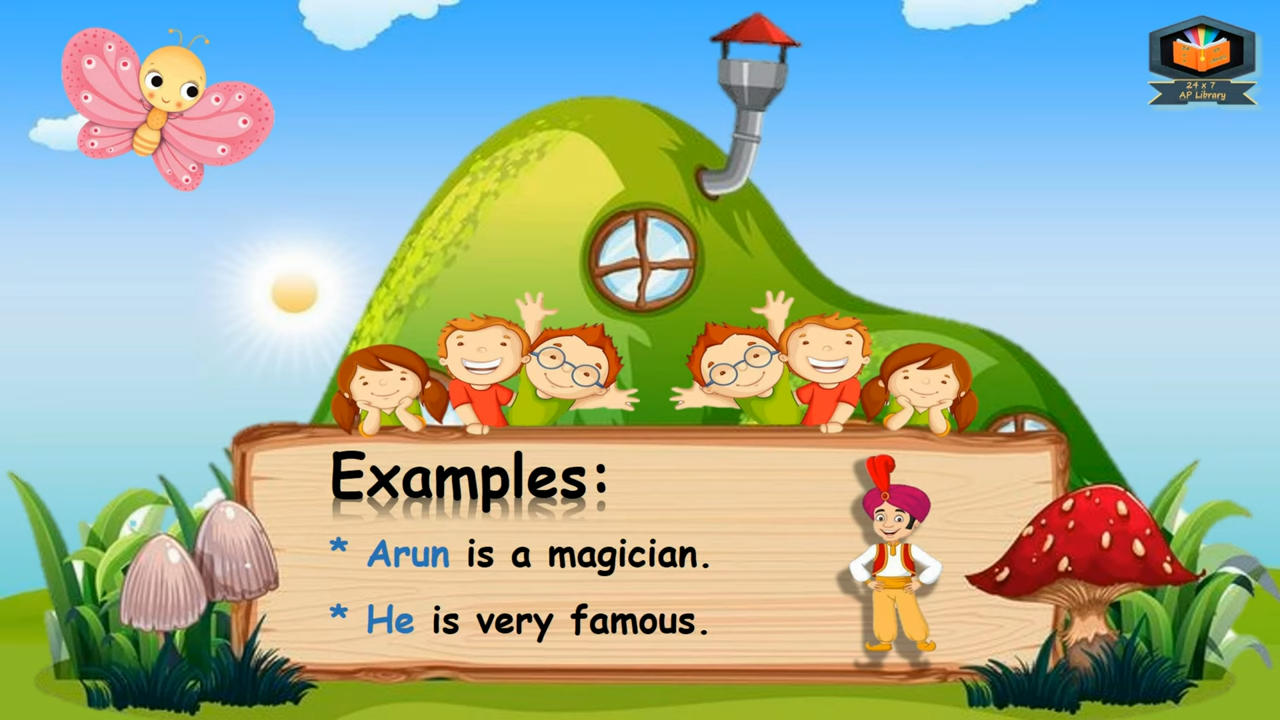 24 x 7
AP Library
Examples:
* Arun is a magician.
* He is very famous.